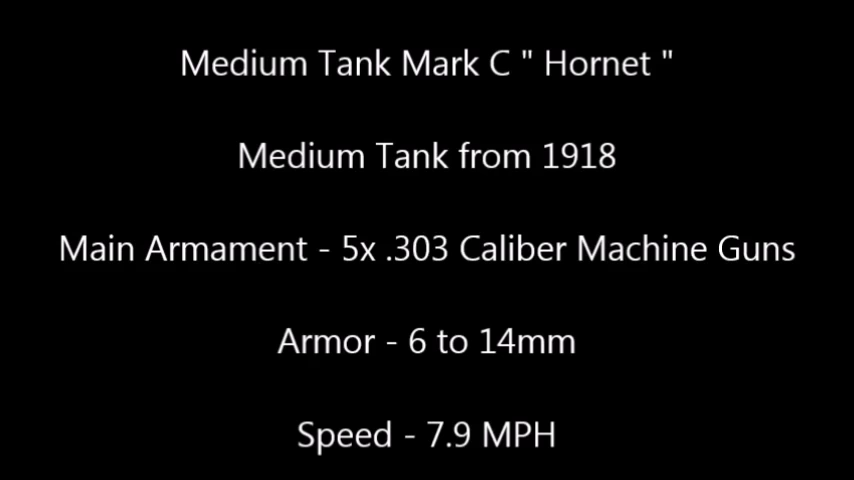 Medium Tank Mark C " Hornet "
Medium Tank from 1918
Main Armament - 5x .303 Caliber Machine Guns
Armor - 6 to 14mm
Speed - 7.9 MPH